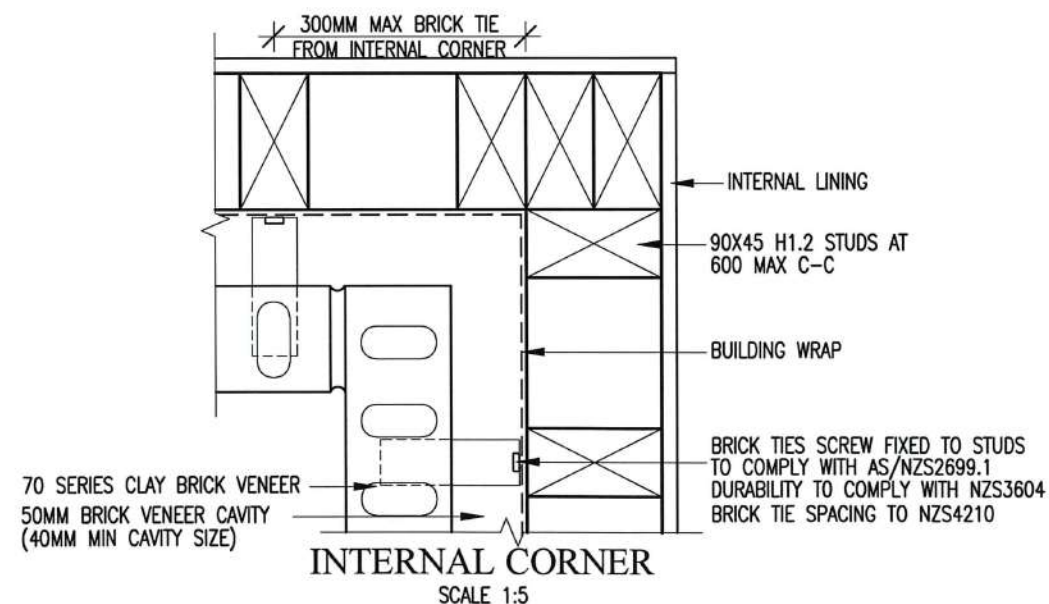 300MM MAX BRICK TIE
FROM INTERNAL CORNER
INTERNAL LINING
90X45 H1.2 STUDS AT
600 MAX C-C
BUILDING WRAP
BRICK TIES SCREW FIXED TO STUDS
TO COMPLY WITH AS/NZS2699.1
DURABILITY TO COMPLY WITH NZS3604
BRICK TIE SPACING TO NZS4210
70 SERIES CLAY BRICK VENEER
50MM BRICK VENEER CAVITY
(40MM MIN CAVITY SIZE)
INTERNAL CORNER
SCALE 1:5